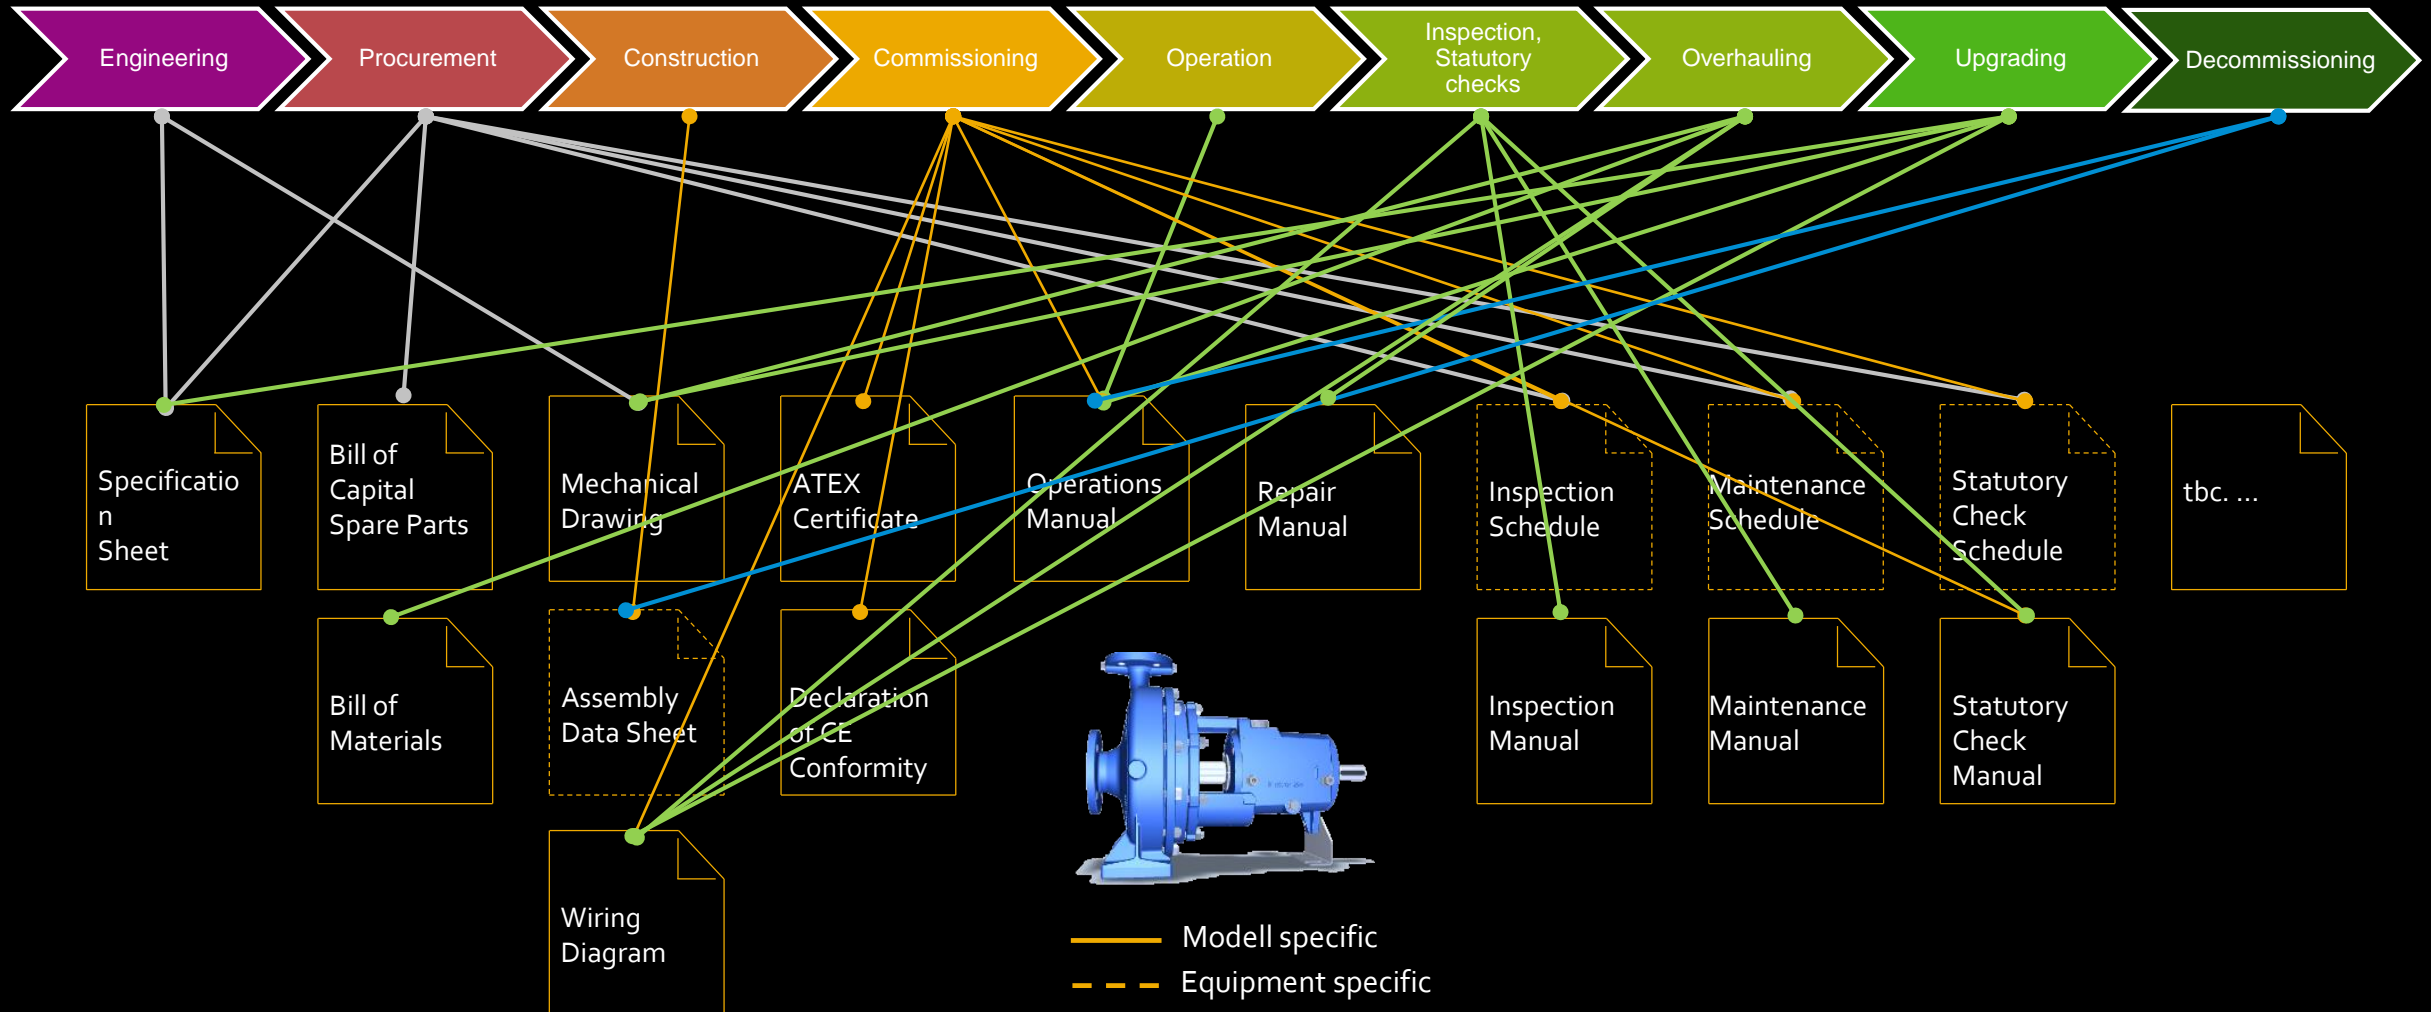 Engineering
Procurement
Construction
Commissioning
Operation
Inspection,
Statutory
checks
Overhauling
Upgrading
Decommissioning
Specificatio
n
Sheet
Bill of
Capital
Spare Parts
Mechanical
Drawing
ATEX
Certificate
Operations
Manual
Repair
Manual
Inspection
Schedule
Maintenance
Schedule
Statutory
Check
Schedule
tbc. ...
Bill of
Materials
Assembly
Data Sheet
Declaration
of CE
Conformity
Inspection
Manual
Maintenance
Manual
Statutory
Check
Manual
Wiring
Diagram
Modell specific
Equipment specific